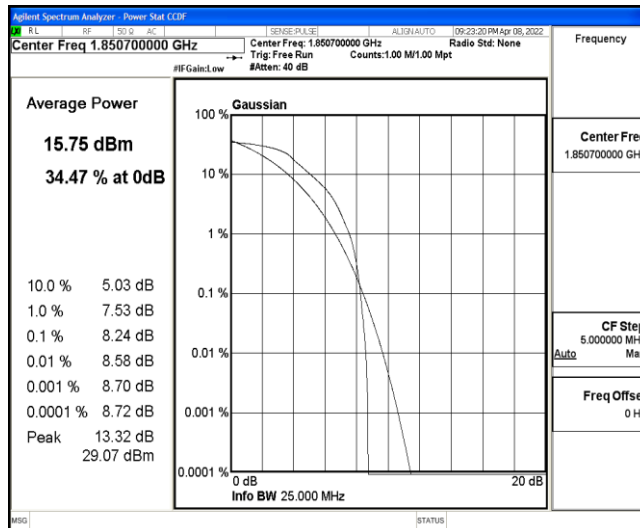 Agilent Spectrum Analyzer - Power Stat CCDF
RL RF 50 Ω AC SENSE:PULSE ALIGNAUTO 09:23:20 PM Apr 08, 2022
Center Freq 1.850700000 GHz
Center Freq: 1.850700000 GHz Radio Std: None
Trig: Free Run Counts:1.00 M/1.00 Mpt
#IFGain:Low #Atten: 40 dB
Average Power
15.75 dBm
34.47 % at 0dB
10.0 % 5.03 dB
1.0 % 7.53 dB
0.1 % 8.24 dB
0.01 % 8.58 dB
0.001 % 8.70 dB
0.0001 % 8.72 dB
Peak 13.32 dB
29.07 dBm
Gaussian
100 %
10 %
1 %
0.1 %
0.01 %
0.001 %
0.0001 %
0 dB 20 dB
Info BW 25.000 MHz
Frequency
Center Fre
1.850700000 GH
CF Step
5.000000 MH
Auto Ma
Freq Offse
0 H
MSG STATUS